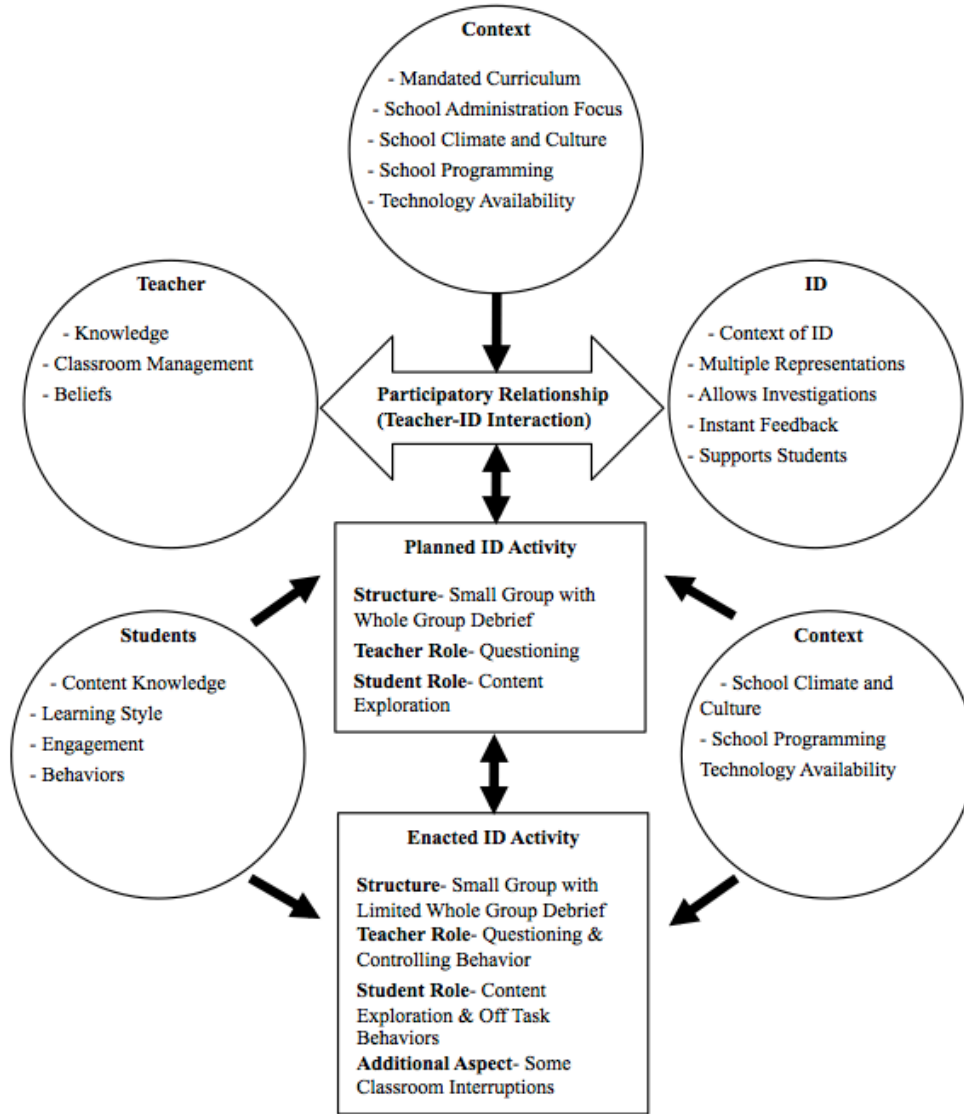 Context
- Mandated Curriculum
- School Administration Focus
- School Climate and Culture
- School Programming
- Technology Availability
Teacher
- Knowledge
- Classroom Management
- Beliefs
ID
- Context of ID
- Multiple Representations
- Allows Investigations
- Instant Feedback
- Supports Students
Participatory Relationship
(Teacher-ID Interaction)
Planned ID Activity
Structure- Small Group with
Whole Group Debrief
Teacher Role- Questioning
Student Role- Content
Exploration
Students
- Content Knowledge
- Learning Style
- Engagement
- Behaviors
Context
- School Climate and
Culture
- School Programming
Technology Availability
Enacted ID Activity
Structure- Small Group with
Limited Whole Group Debrief
Teacher Role- Questioning &
Controlling Behavior
Student Role- Content
Exploration & Off Task
Behaviors
Additional Aspect- Some
Classroom Interruptions